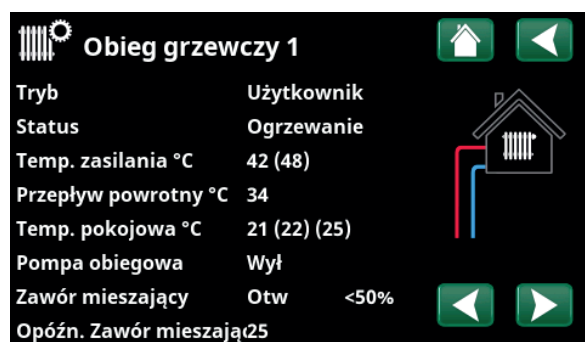 Obieg grzewczy 1
Tryb Użytkownik
Status Ogrzewanie
Temp. zasilania °C 42 (48)
Przepływ powrotny °C 34
Temp. pokojowa °C 21 (22) (25)
Pompa obiegowa Wył
Zawór mieszający Otw <50%
Opóźn. Zawór mieszają 25